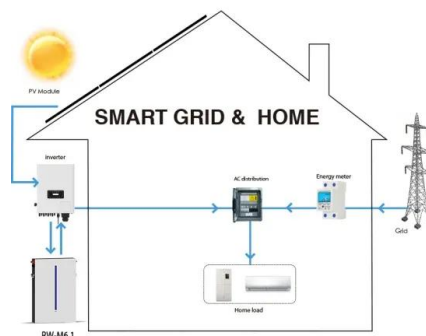 PV Module
SMART GRID & HOME
Inverter
AC distribution
Energy meter
Grid
Home load
RW-M6.1